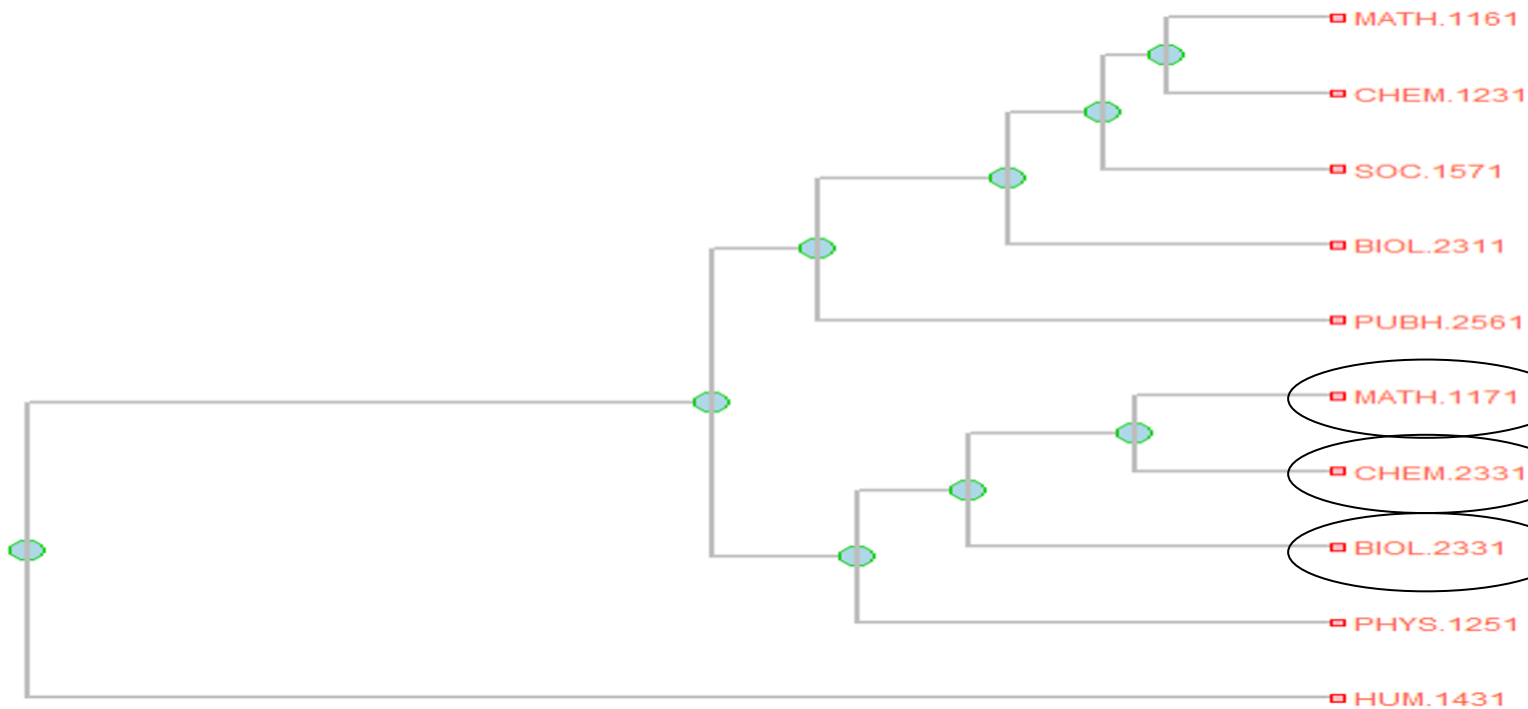 MATH.1161
CHEM.1231
SOC.1571
BIOL.2311
PUBH.2561
MATH.1171
CHEM.2331
BIOL.2331
PHYS.1251
HUM.1431